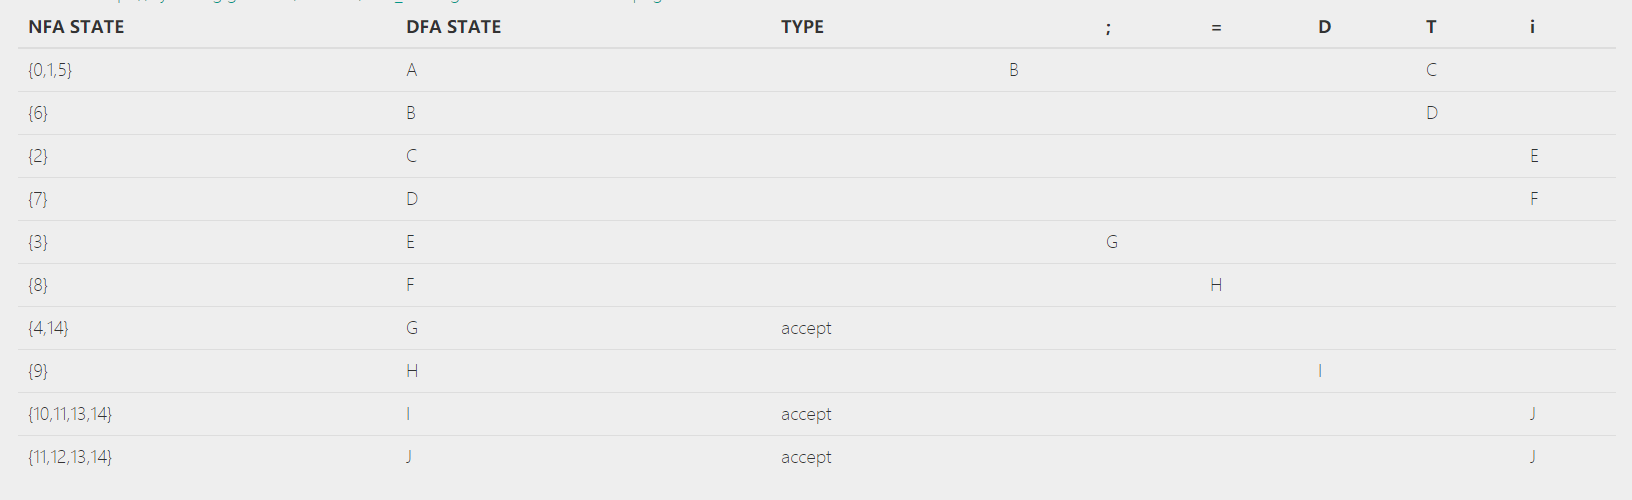 NFA STATE DFA STATE TYPE ; = D T i
{0,1,5} A B C
{6} B D
{2} C E
{7} D F
{3} E G
{8} F H
{4,14} G accept
{9} H I
{10,11,13,14} I accept J
{11,12,13,14} J accept J